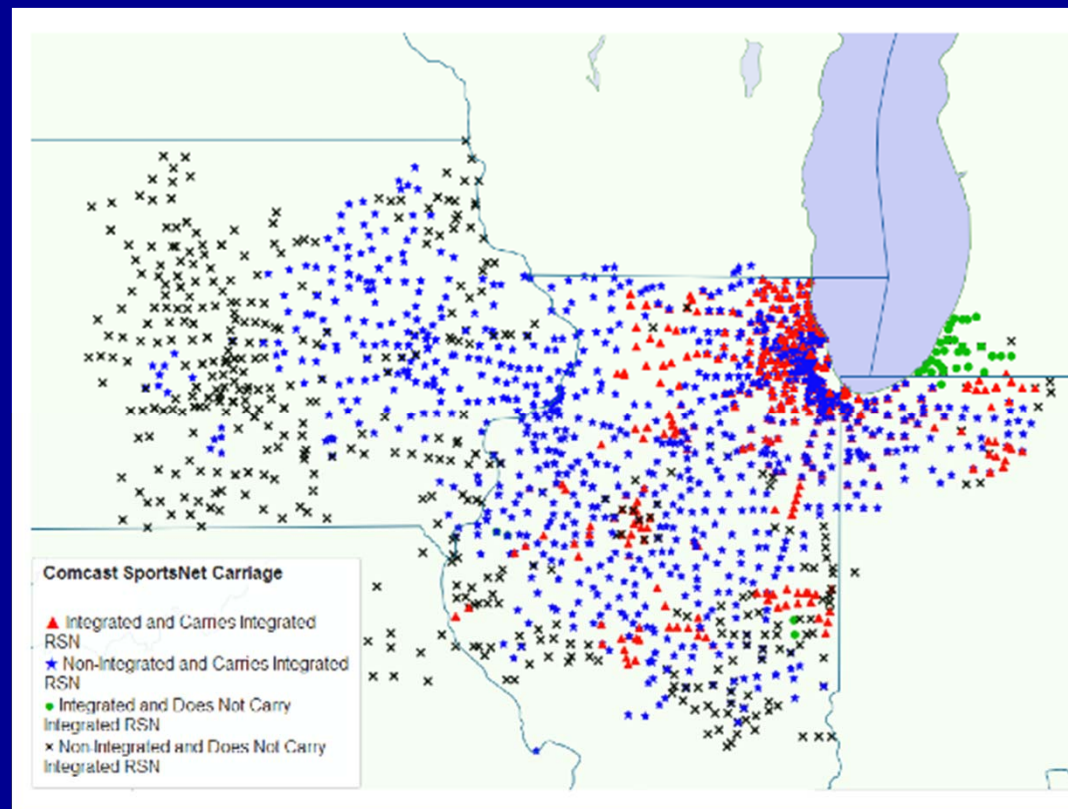 Comcast SportsNet Carriage
Integrated and Carries Integrated
RSN
Non-Integrated and Carries Integrated
RSN
Integrated and Does Not Carry
Integrated RSN
Non-Integrated and Does Not Carry
Integrated RSN